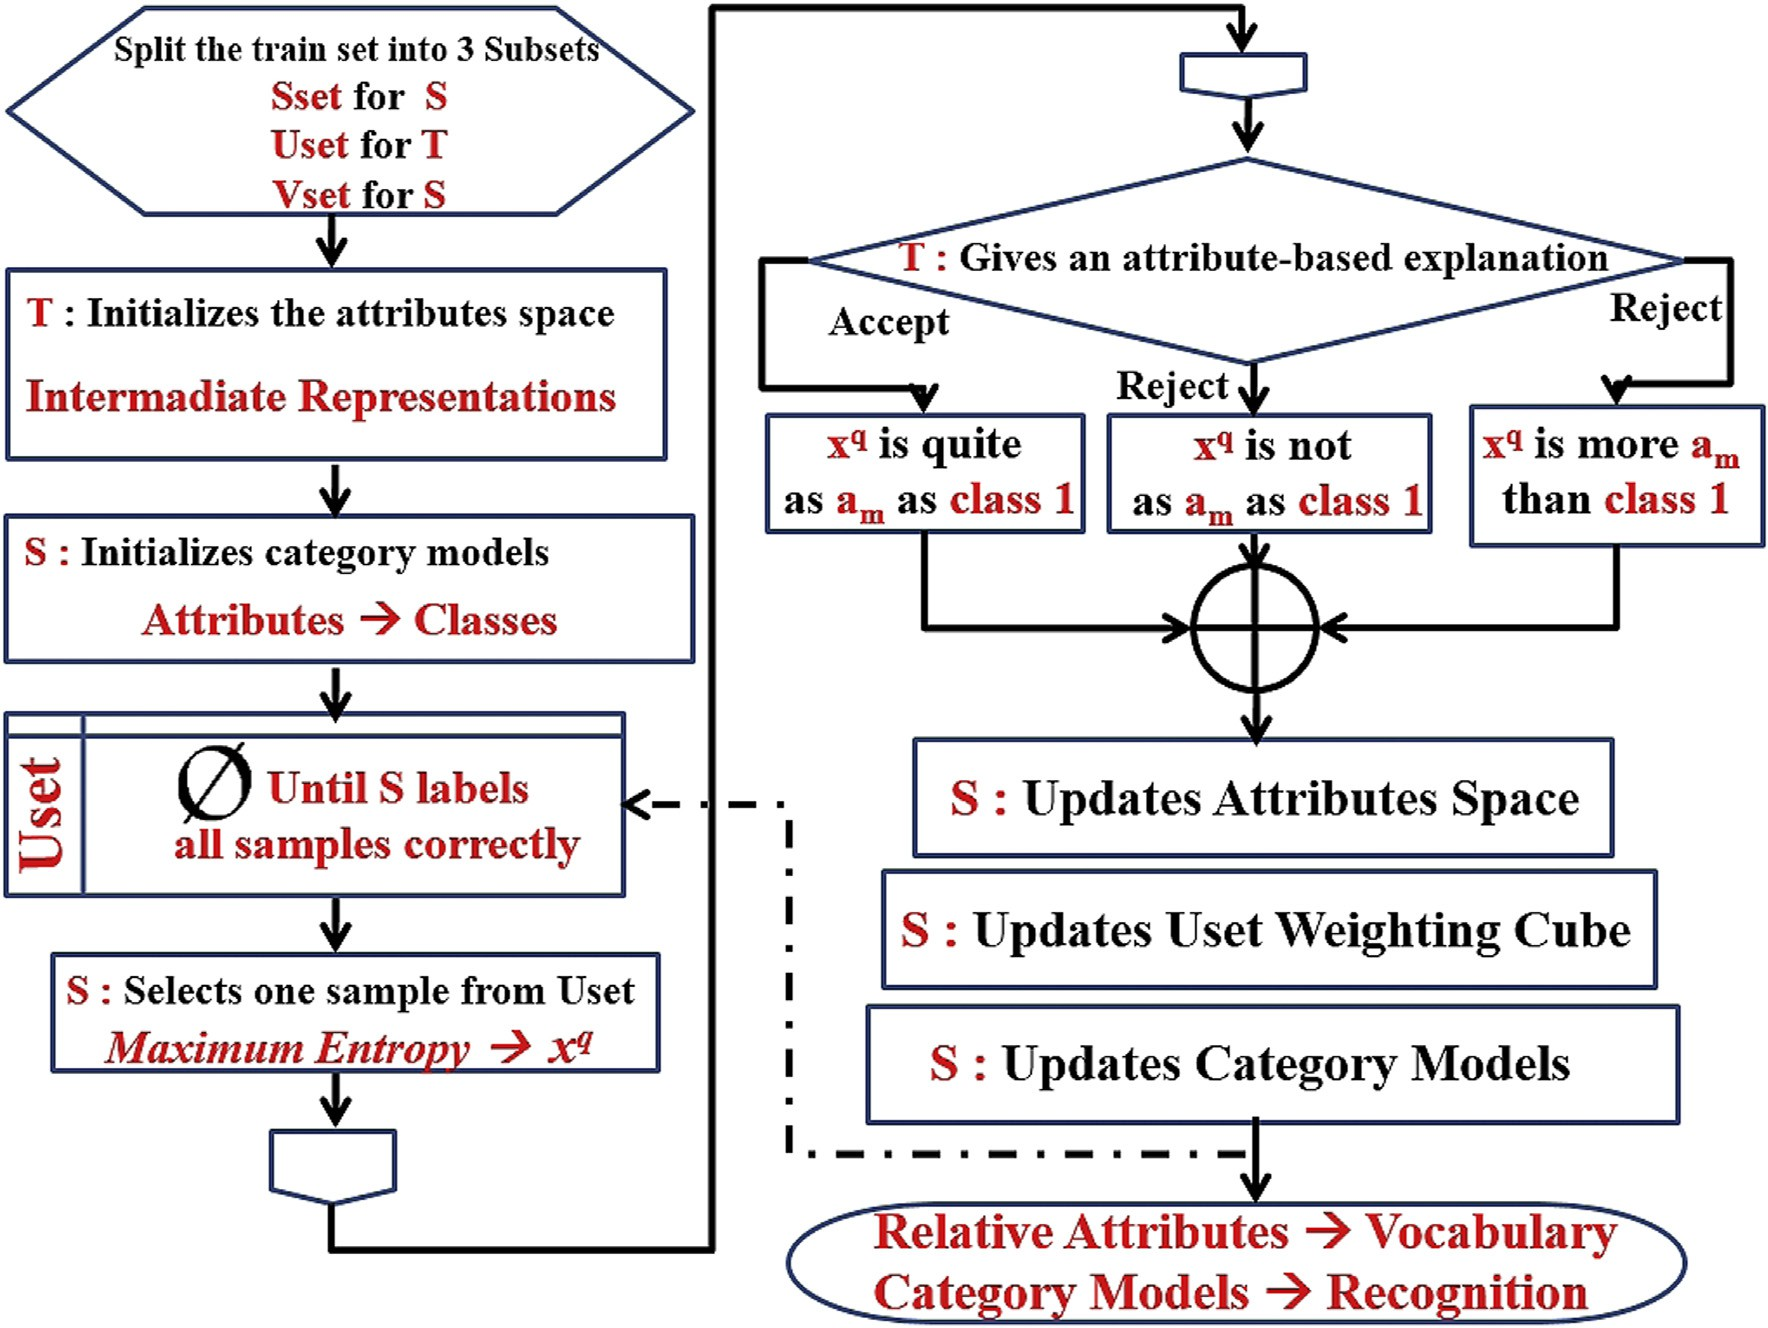 Split the train set into 3 Subsets
Sset for S
Uset for T
Vset for S
T : Initializes the attributes space
Intermadiate Representations
S : Initializes category models
Attributes → Classes
Uset
Ø Until S labels
all samples correctly
S : Selects one sample from Uset
Maximum Entropy → x^q
T : Gives an attribute-based explanation
Accept
Reject
Reject
x^q is quite
as a_m as class 1
x^q is not
as a_m as class 1
x^q is more a_m
than class 1
S : Updates Attributes Space
S : Updates Uset Weighting Cube
S : Updates Category Models
Relative Attributes → Vocabulary
Category Models → Recognition